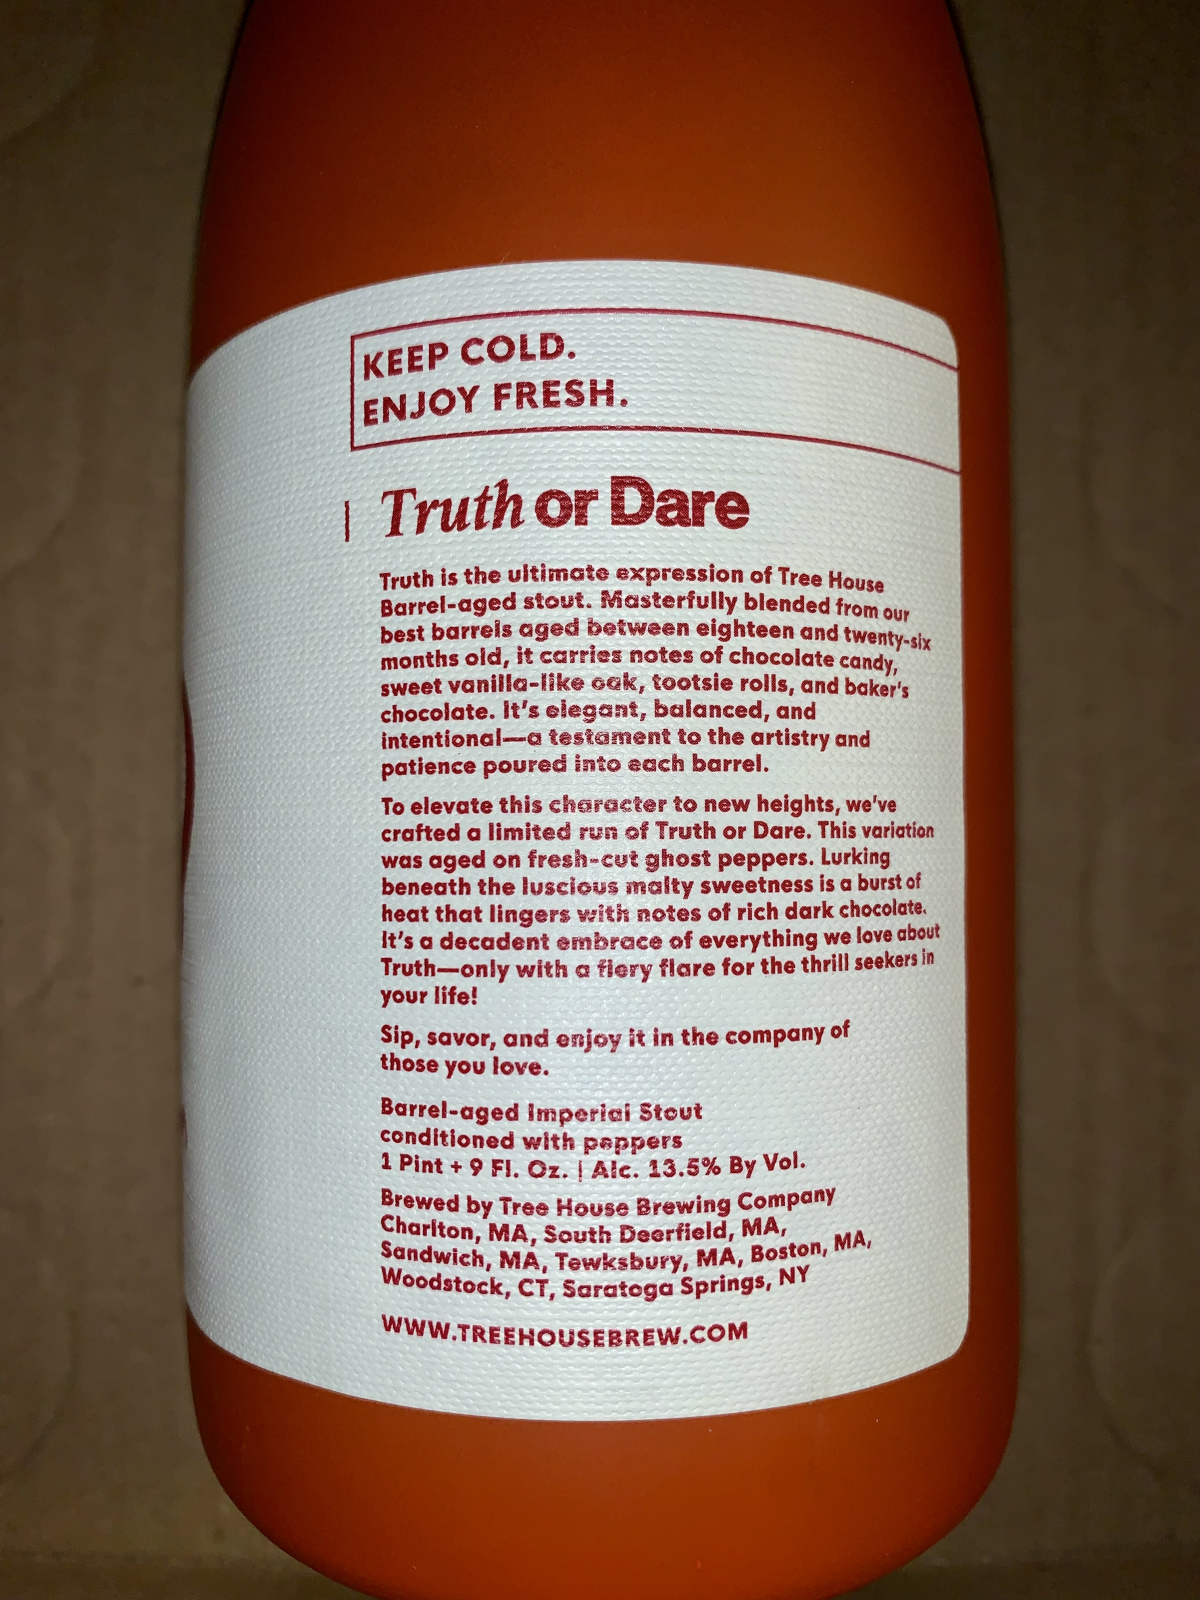 KEEP COLD.
ENJOY FRESH.
Truth or Dare
Truth is the ultimate expression of Tree House
Barrel-aged stout. Masterfully blended from our
best barrels aged between eighteen and twenty-six
months old, it carries notes of chocolate candy,
sweet vanilla-like oak, tootsie rolls, and baker's
chocolate. It's elegant, balanced, and
intentional—a testament to the artistry and
patience poured into each barrel.
To elevate this character to new heights, we've
crafted a limited run of Truth or Dare. This variation
was aged on fresh-cut ghost peppers. Lurking
beneath the luscious malty sweetness is a burst of
heat that lingers with notes of rich dark chocolate.
It's a decadent embrace of everything we love about
Truth—only with a fiery flare for the thrill seekers in
your life!
Sip, savor, and enjoy it in the company of
those you love.
Barrel-aged Imperial Stout
conditioned with peppers
1 Pint + 9 Fl. Oz. | Alc. 13.5% By Vol.
Brewed by Tree House Brewing Company
Charlton, MA, South Deerfield, MA,
Sandwich, MA, Tewksbury, MA, Boston, MA,
Woodstock, CT, Saratoga Springs, NY
WWW.TREEHOUSEBREW.COM